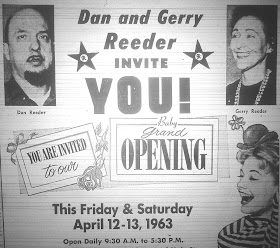 Dan and Gerry
Reeder
INVITE
YOU!
Dan Reeder
Gerry Reeder
YOU ARE INVITED
to our
Baby
grand
OPENING
This Friday & Saturday
April 12-13, 1963
Open Daily 9:30 A.M. to 5:30 P.M.